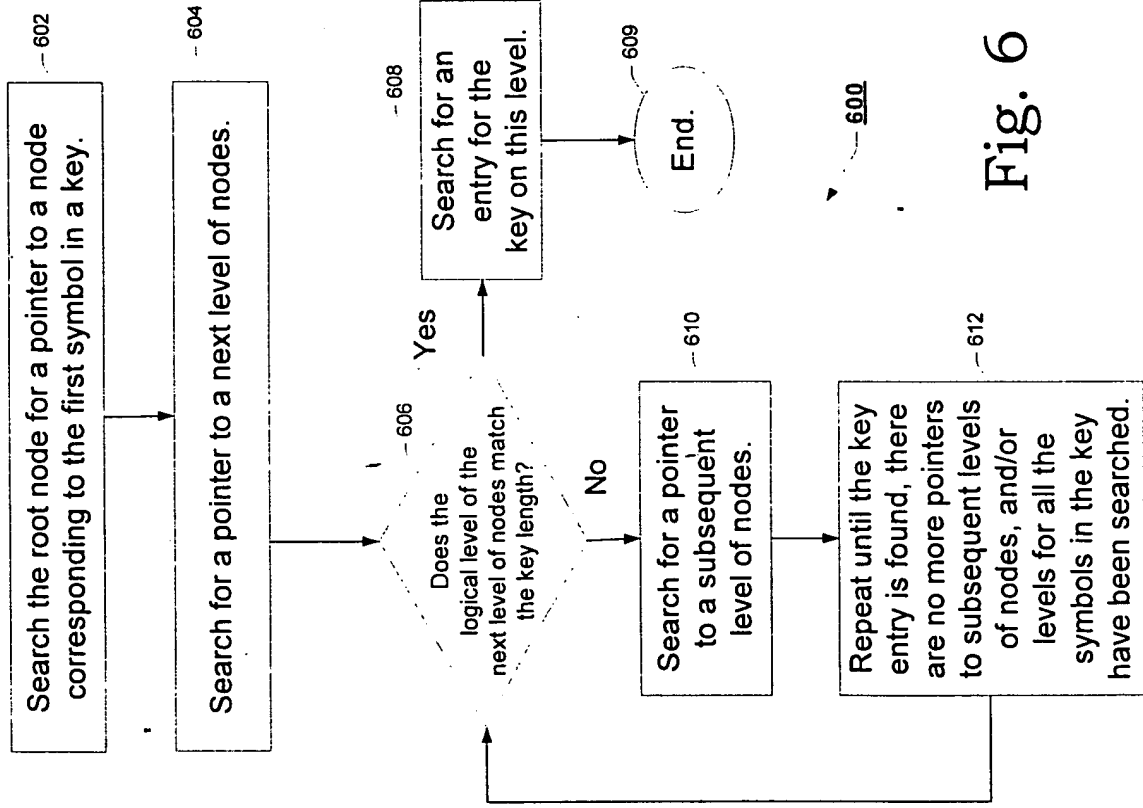 Search the root node for a pointer to a node
corresponding to the first symbol in a key.
602
Search for a pointer to a next level of nodes.
604
Does the
logical level of the
next level of nodes match
the key length?
606
Yes
Search for an
entry for the
key on this level.
608
End.
609
No
Search for a pointer
to a subsequent
level of nodes.
610
Repeat until the key
entry is found, there
are no more pointers
to subsequent levels
of nodes, and/or
levels for all the
symbols in the key
have been searched.
612
600
Fig. 6